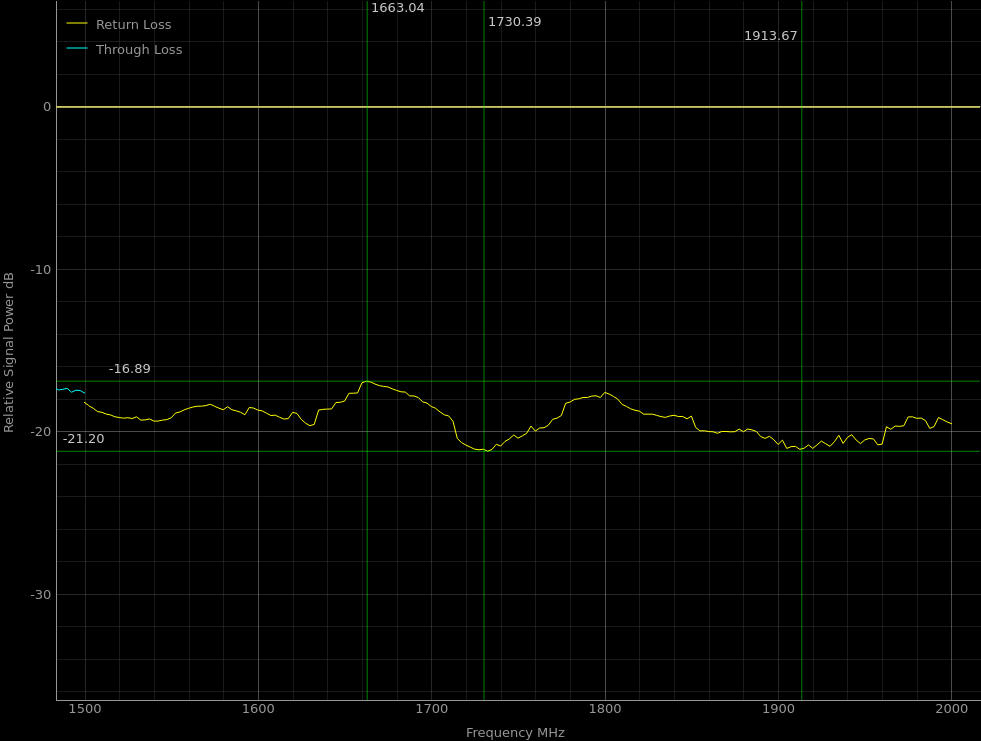 1663.04
1730.39
1913.67
Return Loss
Through Loss
0
-10
-16.89
-20
-21.20
-30
Relative Signal Power dB
1500 1600 1700 1800 1900 2000
Frequency MHz